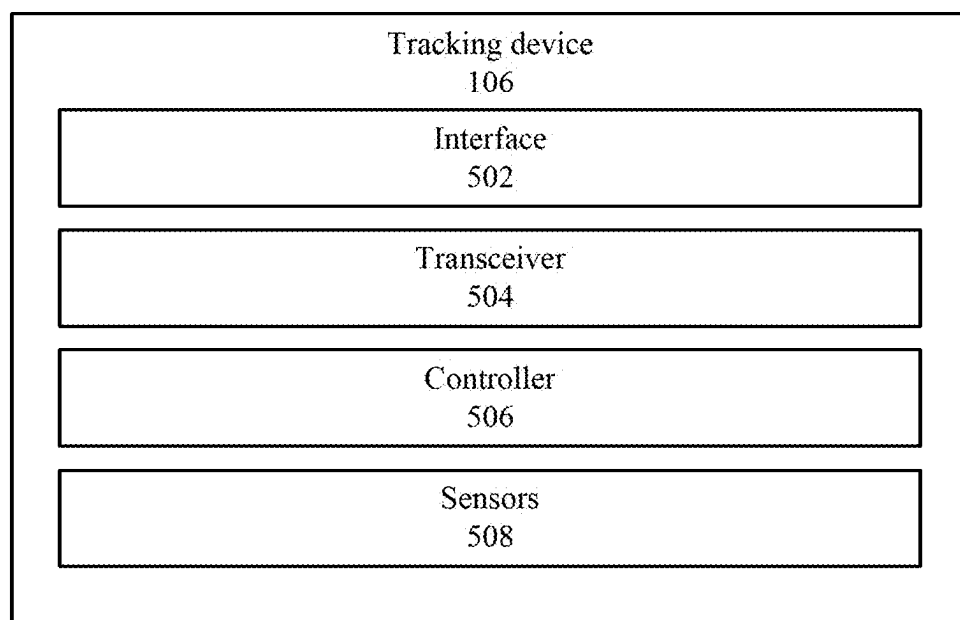 Tracking device
106
Interface
502
Transceiver
504
Controller
506
Sensors
508